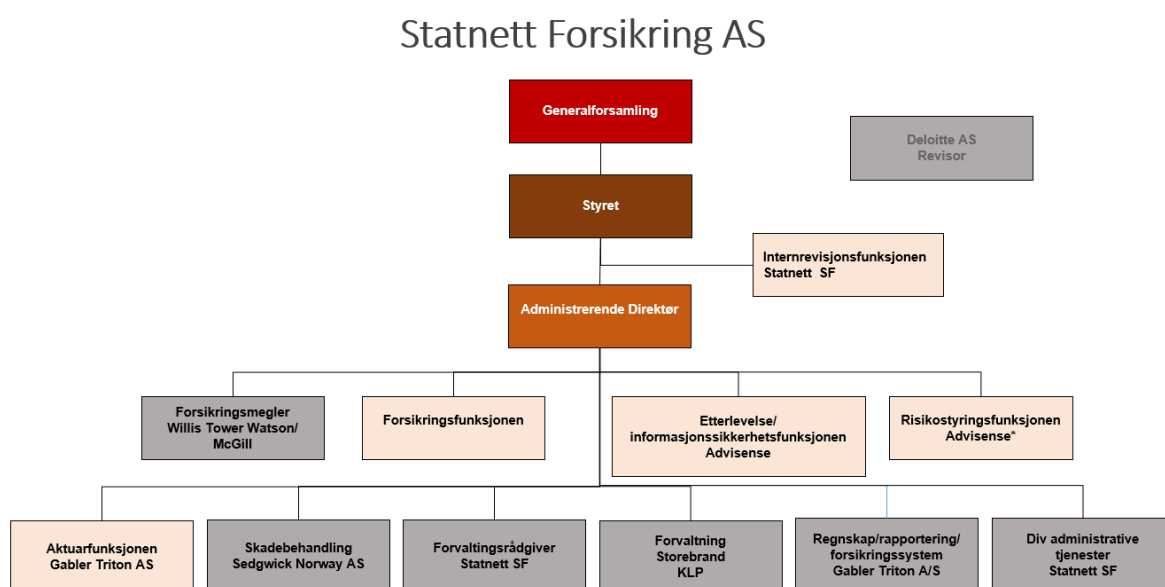 Statnett Forsikring AS
Generalforsamling
Deloitte AS
Revisor
Styret
Internrevisjonsfunksjonen
Statnett SF
Administrerende Direktør
Forsikringsmegler
Willis Tower Watson/
McGill
Forsikringsfunksjonen
Etterlevelse/
informasjonssikkerhetsfunksjonen
Advisense
Risikostyringsfunksjonen
Advisense*
Aktuarfunksjonen
Gabler Triton AS
Skadebehandling
Sedgwick Norway AS
Forvaltingsrådgiver
Statnett SF
Forvaltning
Storebrand
KLP
Regnskap/rapportering/
forsikringssystem
Gabler Triton A/S
Div administrative
tjenester
Statnett SF